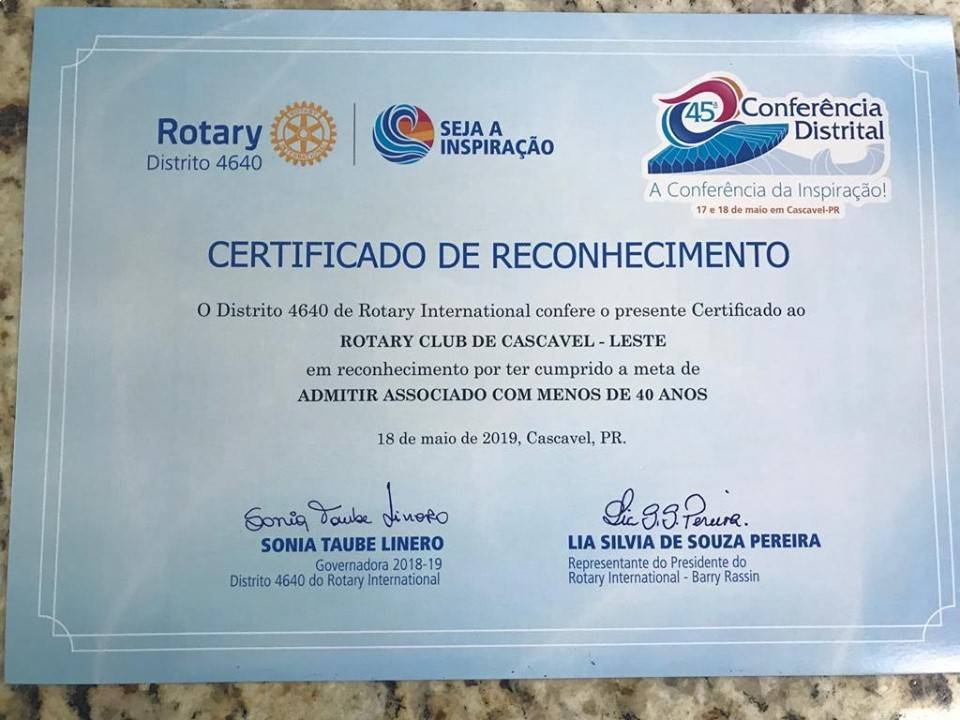 Rotary
Distrito 4640
SEJA A
INSPIRAÇÃO
45ª Conferência
Distrital
A Conferência da Inspiração!
17 e 18 de maio em Cascavel-PR
CERTIFICADO DE RECONHECIMENTO
O Distrito 4640 de Rotary International confere o presente Certificado ao
ROTARY CLUB DE CASCAVEL - LESTE
em reconhecimento por ter cumprido a meta de
ADMITIR ASSOCIADO COM MENOS DE 40 ANOS
18 de maio de 2019, Cascavel, PR.
Sonia Taube Linero
SONIA TAUBE LINERO
Governadora 2018-19
Distrito 4640 do Rotary International
Lia S. S. Pereira.
LIA SILVIA DE SOUZA PEREIRA
Representante do Presidente do
Rotary International - Barry Rassin